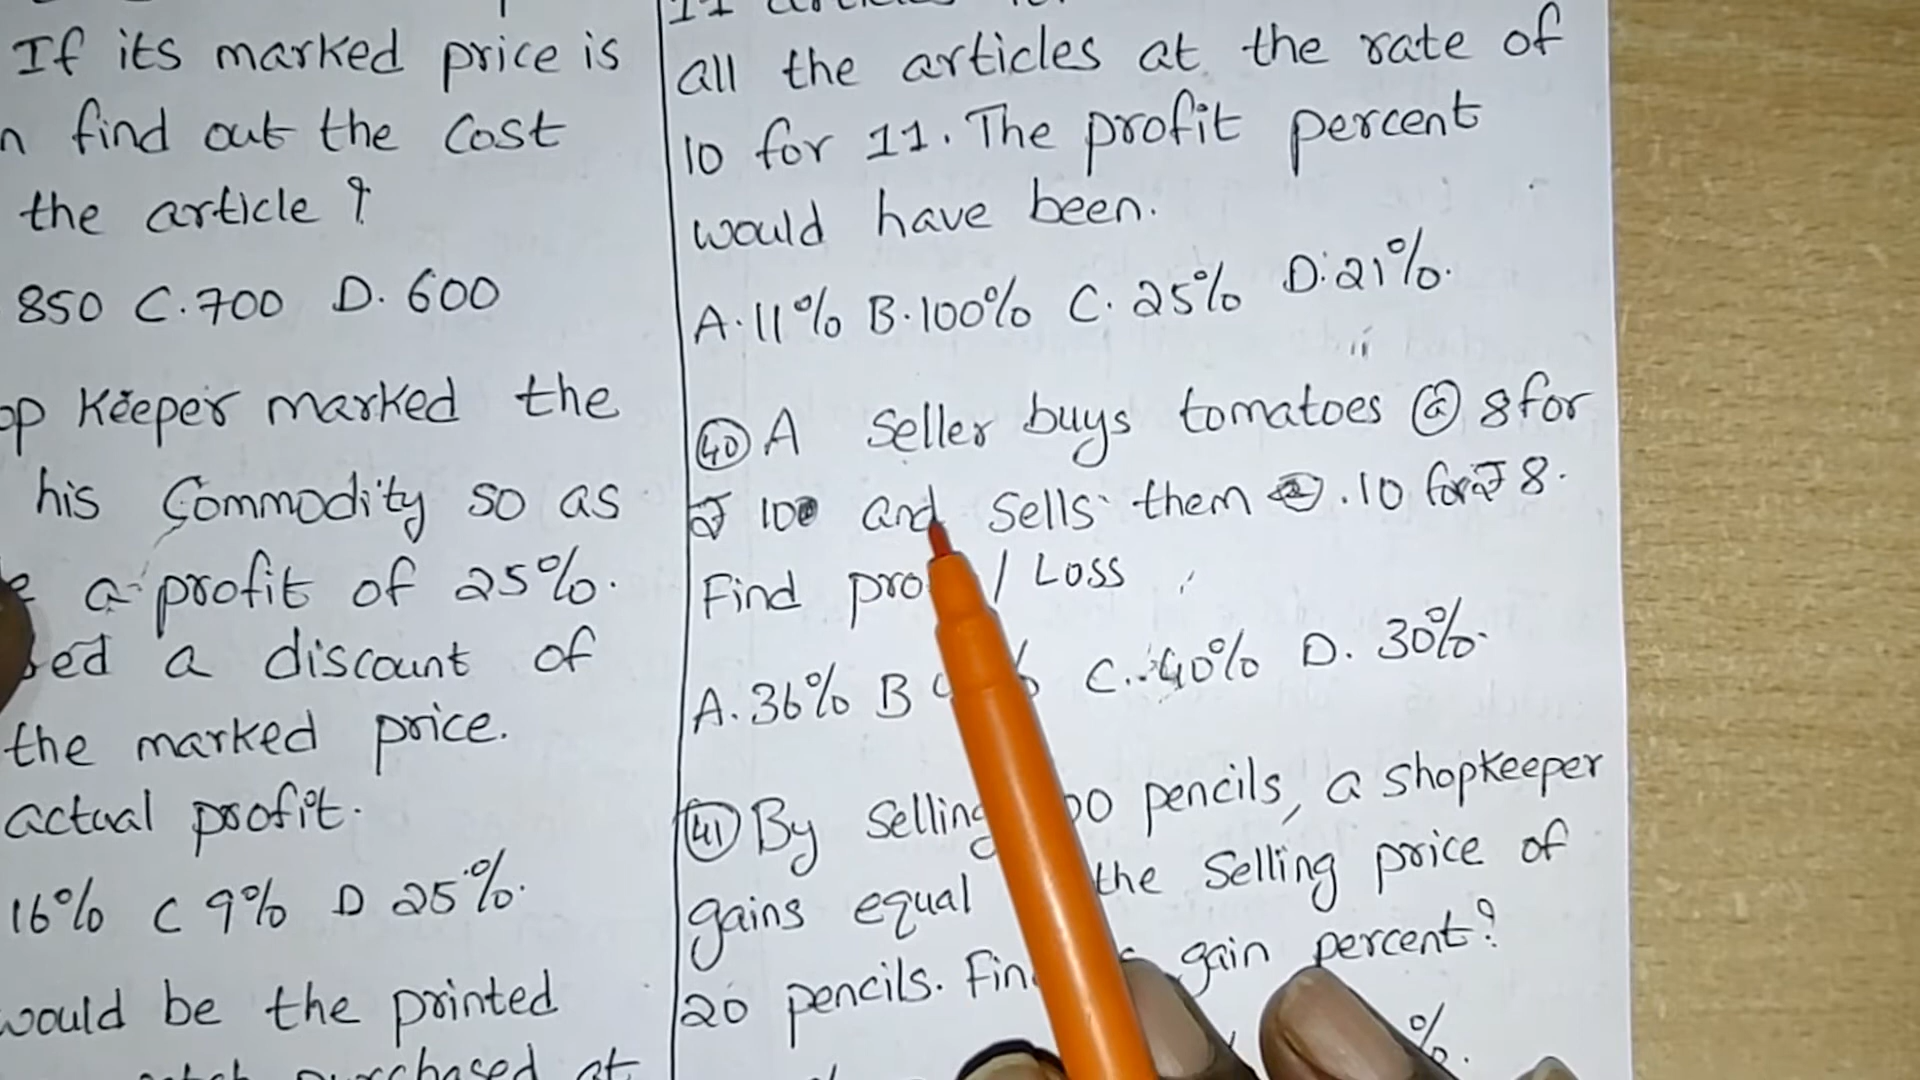 If its marked price is
find out the Cost
the article ?
850 C.700 D. 600
Keeper marked the
his Commodity so as
a profit of 25%.
a discount of
the marked price.
actual profit.
16% C 9% D 25%.
would be the printed
purchased at
all the articles at the rate of
10 for 11. The profit percent
would have been.
A.11% B.100% C. 25% D.21%.
40 A Seller buys tomatoes @ 8 for
₹ 10 and sells them @ .10 for ₹ 8.
Find / Loss
A. 36% B C. 40% D. 30%.
41 By selling pencils, a shopkeeper
gains equal the selling price of
20 pencils. gain percent?
%.